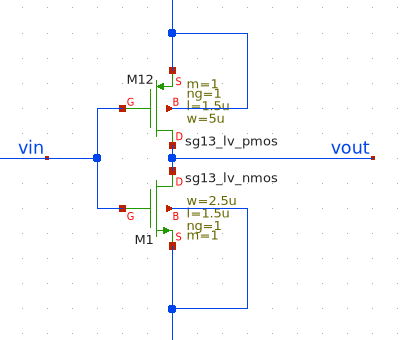 M12
S
m=1
ng=1
G
B
l=1.5u
w=5u
D
sg13_lv_pmos
vin
vout
D
sg13_lv_nmos
w=2.5u
G
B
l=1.5u
ng=1
M1
S
m=1